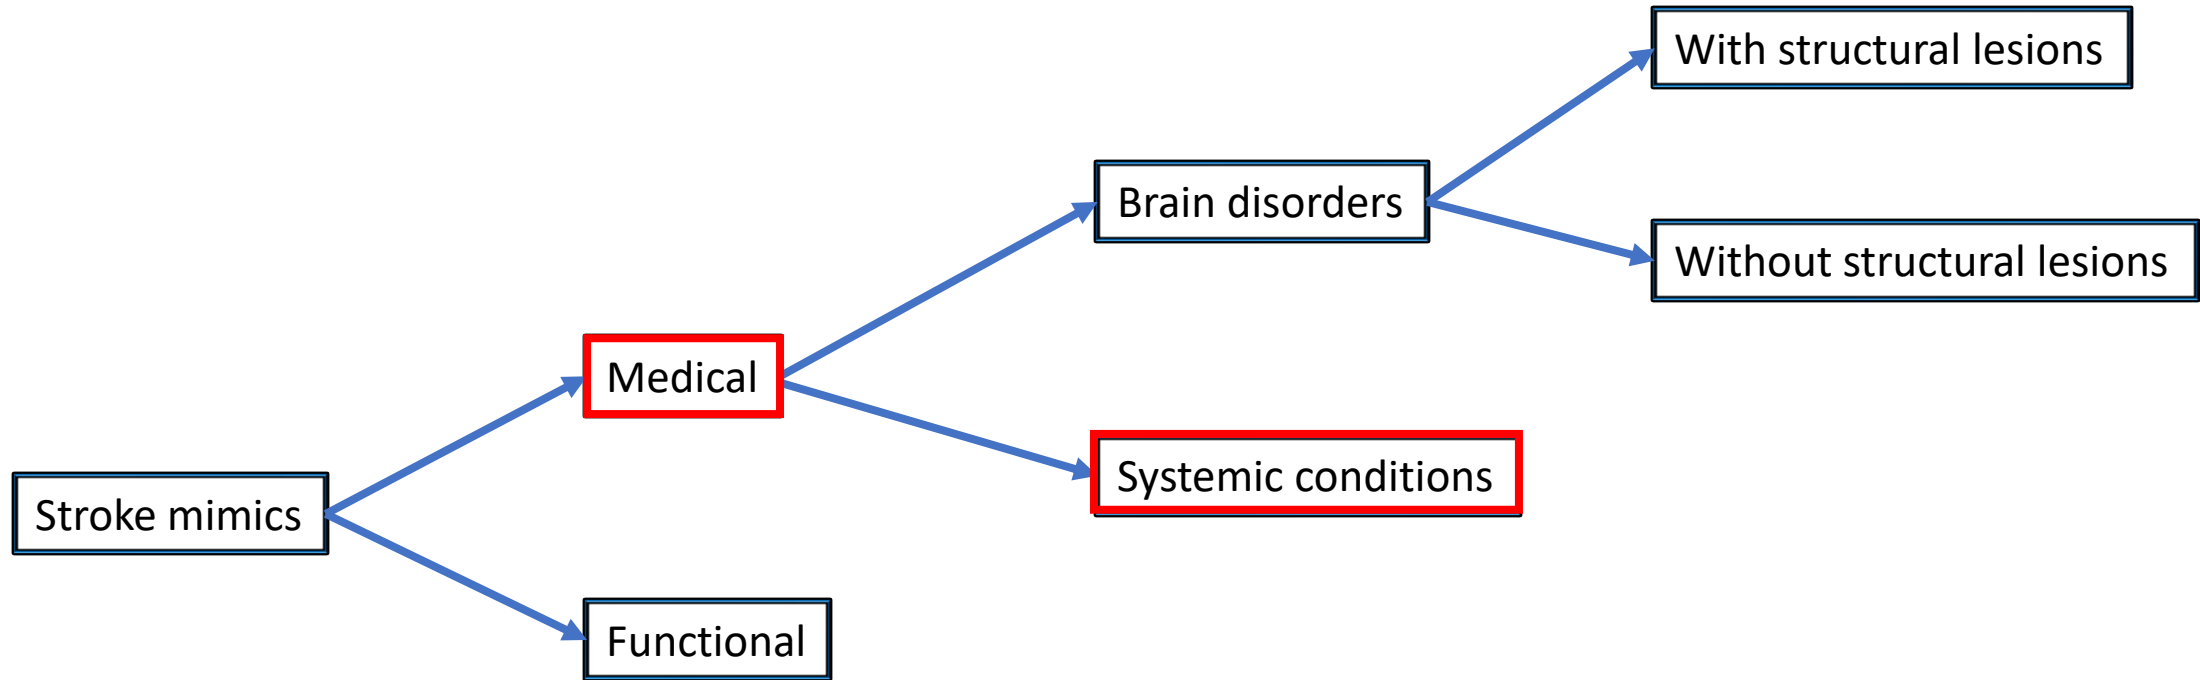 With structural lesions
Brain disorders
Without structural lesions
Medical
Systemic conditions
Stroke mimics
Functional